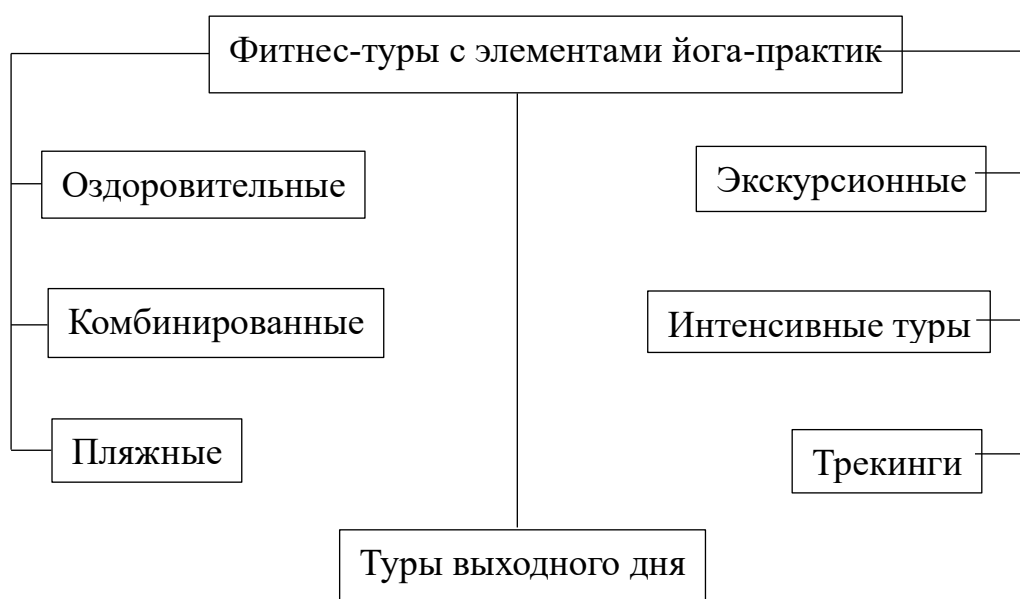 Фитнес-туры с элементами йога-практик
Оздоровительные
Экскурсионные
Комбинированные
Интенсивные туры
Пляжные
Трекинги
Туры выходного дня